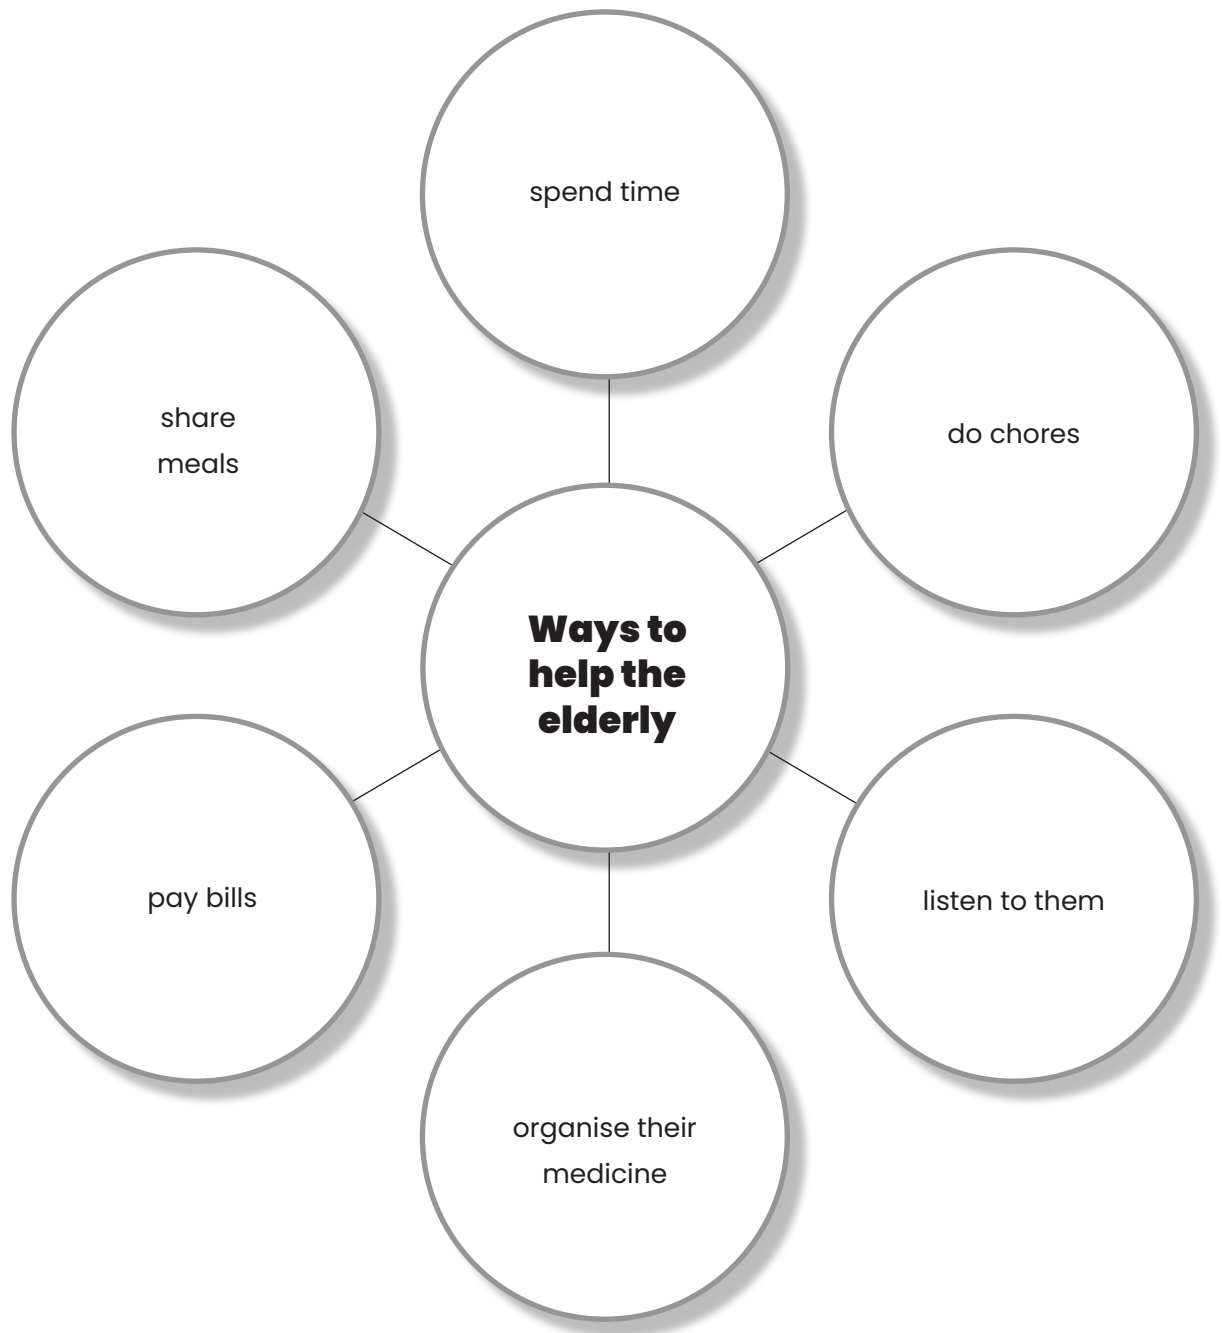 spend time
share
meals
do chores
Ways to
help the
elderly
pay bills
listen to them
organise their
medicine